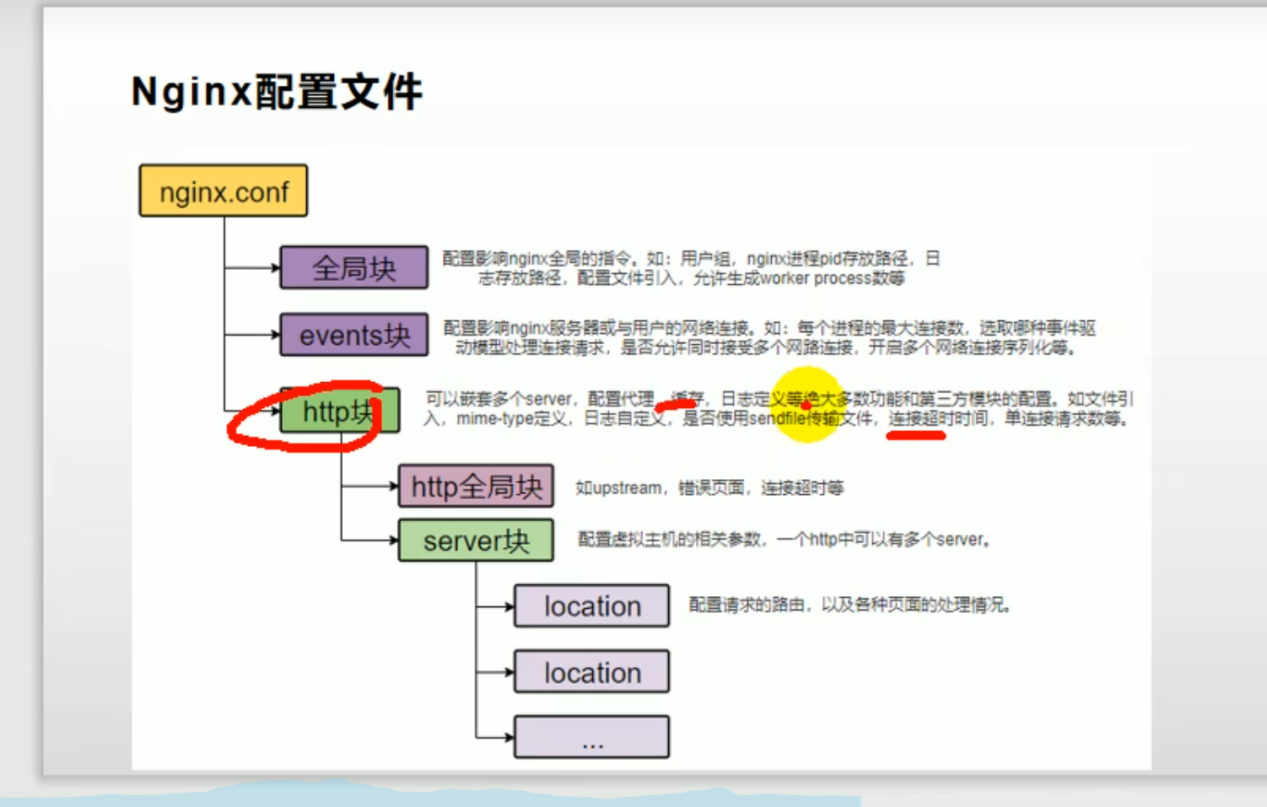 Nginx配置文件
nginx.conf
全局块
配置影响nginx全局的指令。如：用户组，nginx进程pid存放路径，日
志存放路径，配置文件引入，允许生成worker process数等
events块
配置影响nginx服务器或与用户的网络连接。如：每个进程的最大连接数，选取哪种事件驱
动模型处理连接请求，是否允许同时接受多个网路连接，开启多个网络连接序列化等。
http块
可以嵌套多个server，配置代理，缓存，日志定义等绝大多数功能和第三方模块的配置。如文件引
入，mime-type定义，日志自定义，是否使用sendfile传输文件，连接超时时间，单连接请求数等。
http全局块
如upstream，错误页面，连接超时等
server块
配置虚拟主机的相关参数，一个http中可以有多个server。
location
配置请求的路由，以及各种页面的处理情况。
location
...